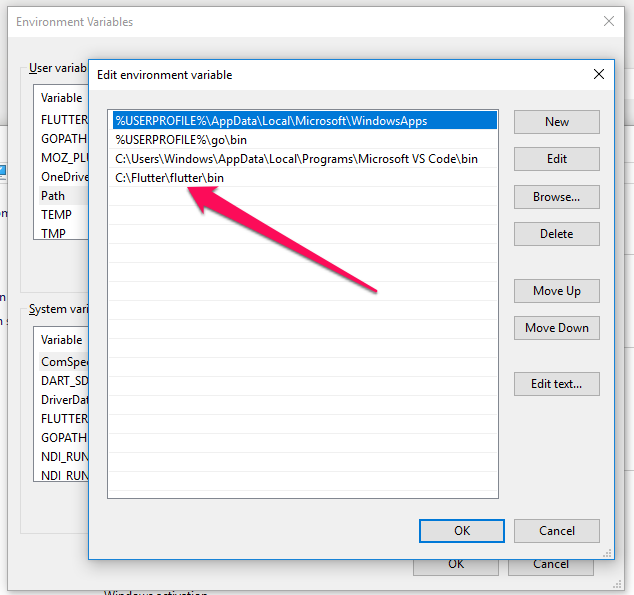 Environment Variables
User variab
Variable
FLUTTER
GOPATH
MOZ_PLU
OneDrive
Path
TEMP
TMP
System vari
Variable
ComSpec
DART_SD
DriverDat
FLUTTER
GOPATH
NDI_RUN
NDI_RUN
Edit environment variable
%USERPROFILE%\AppData\Local\Microsoft\WindowsApps
%USERPROFILE%\go\bin
C:\Users\Windows\AppData\Local\Programs\Microsoft VS Code\bin
C:\Flutter\flutter\bin
New
Edit
Browse...
Delete
Move Up
Move Down
Edit text...
OK
Cancel
OK
Cancel
Windows activation